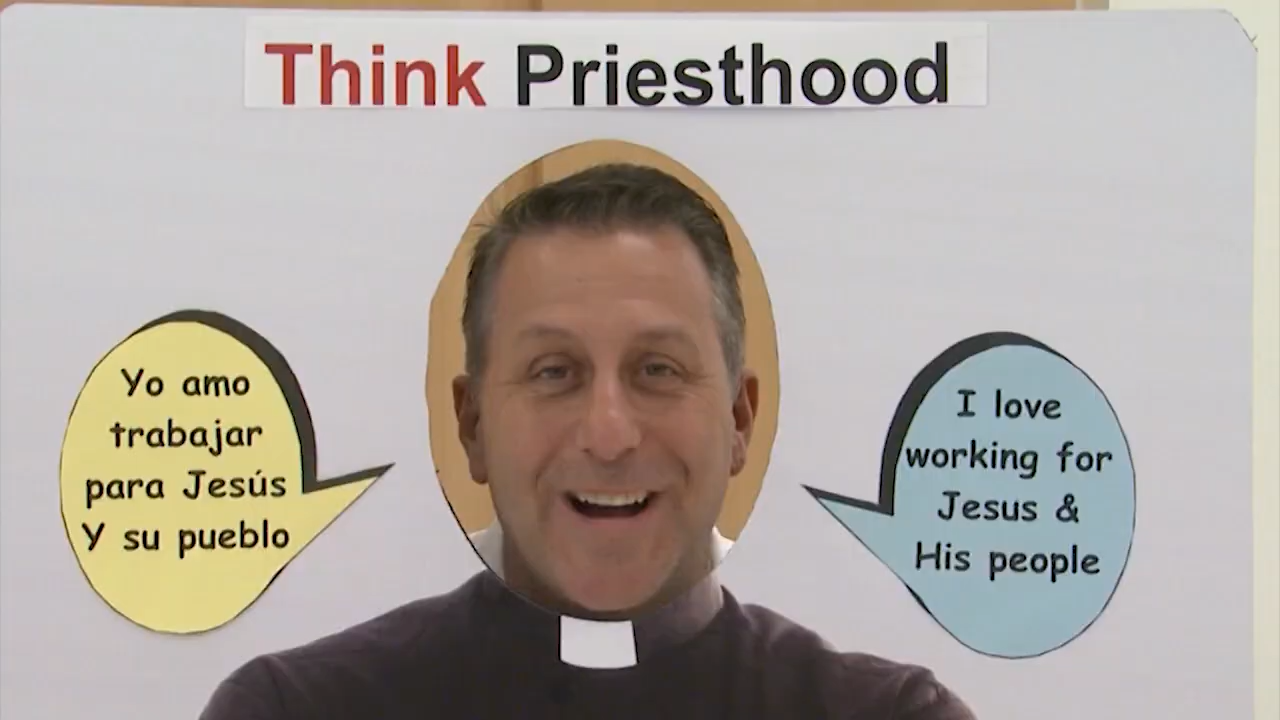 Think Priesthood
Yo amo
trabajar
para Jesús
Y su pueblo
I love
working for
Jesus &
His people